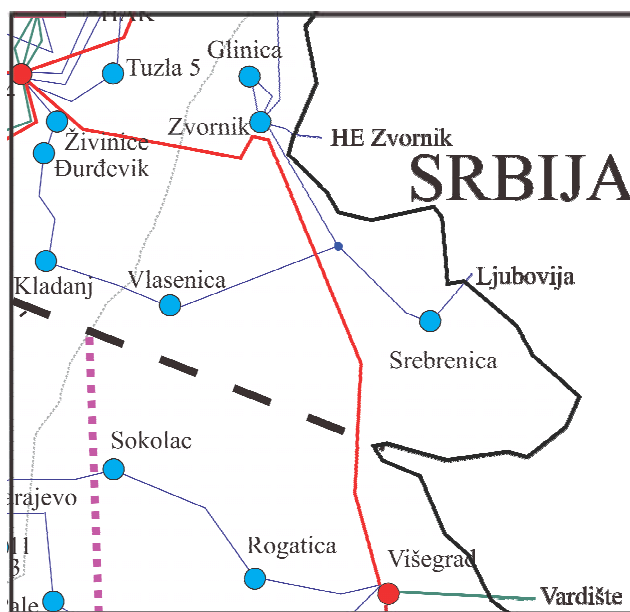 Glinica
Tuzla 5
Zvornik
HE Zvornik
Živinice
Đurđevik
SRBIJA
Kladanj
Vlasenica
Ljubovija
Srebrenica
Sokolac
Rogatica
Višegrad
Vardište